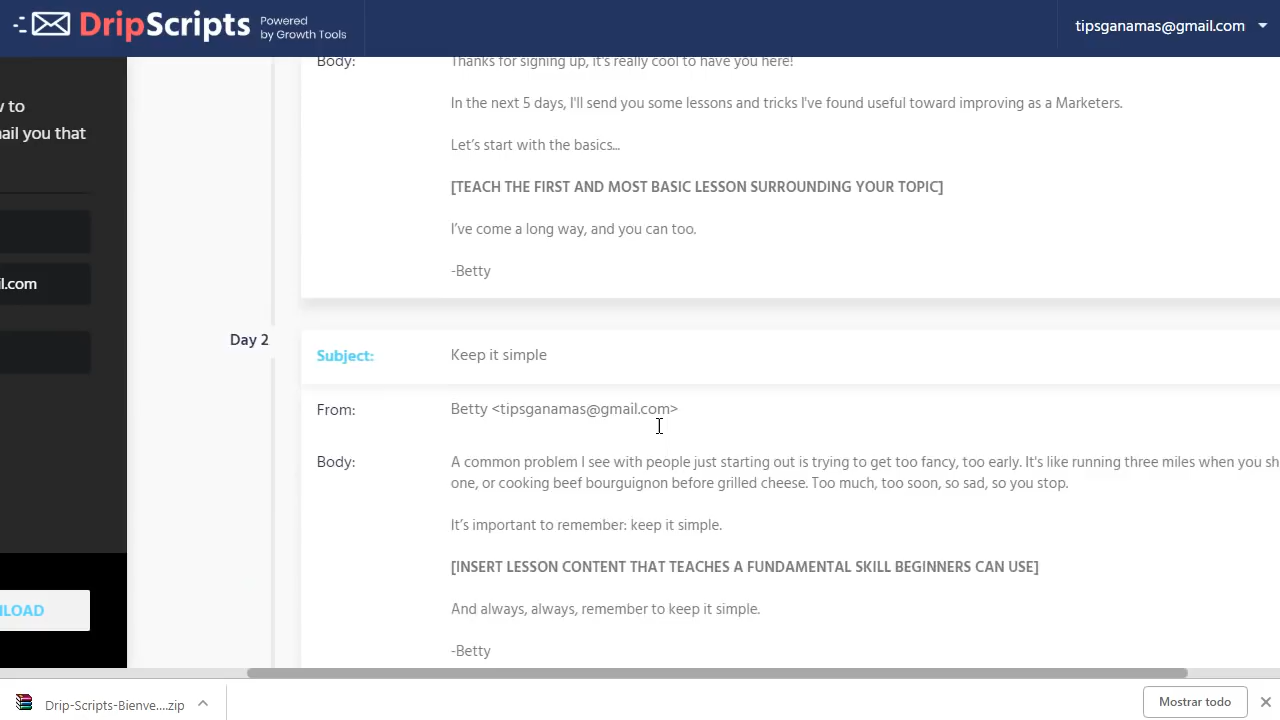 DripScripts
Powered
by Growth Tools
tipsganamas@gmail.com
w to
nail you that
il.com
NLOAD
Body:
Thanks for signing up, it's really cool to have you here!
In the next 5 days, I'll send you some lessons and tricks I've found useful toward improving as a Marketers.
Let’s start with the basics...
[TEACH THE FIRST AND MOST BASIC LESSON SURROUNDING YOUR TOPIC]
I’ve come a long way, and you can too.
-Betty
Day 2
Subject:
Keep it simple
From:
Betty <tipsganamas@gmail.com>
Body:
A common problem I see with people just starting out is trying to get too fancy, too early. It's like running three miles when you sh
one, or cooking beef bourguignon before grilled cheese. Too much, too soon, so sad, so you stop.
It’s important to remember: keep it simple.
[INSERT LESSON CONTENT THAT TEACHES A FUNDAMENTAL SKILL BEGINNERS CAN USE]
And always, always, remember to keep it simple.
-Betty
Drip-Scripts-Bienve....zip
Mostrar todo